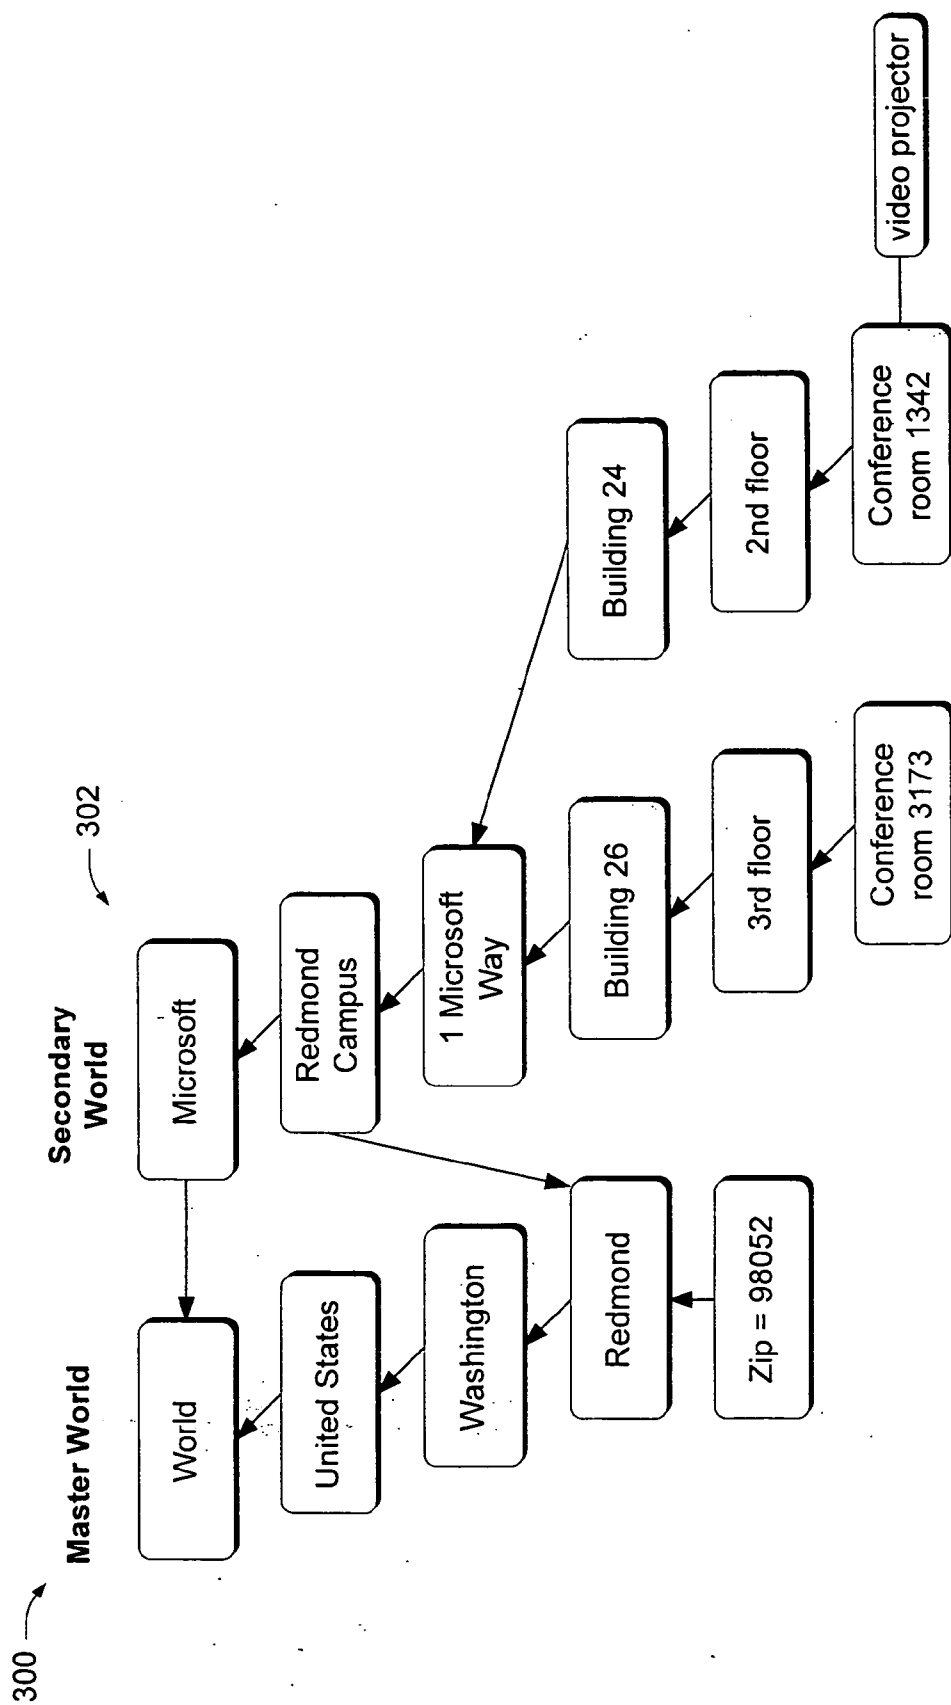 300
Master World
World
United States
Washington
Redmond
Zip = 98052
302
Secondary
World
Microsoft
Redmond
Campus
1 Microsoft
Way
Building 26
3rd floor
Conference
room 3173
Building 24
2nd floor
Conference
room 1342
video projector